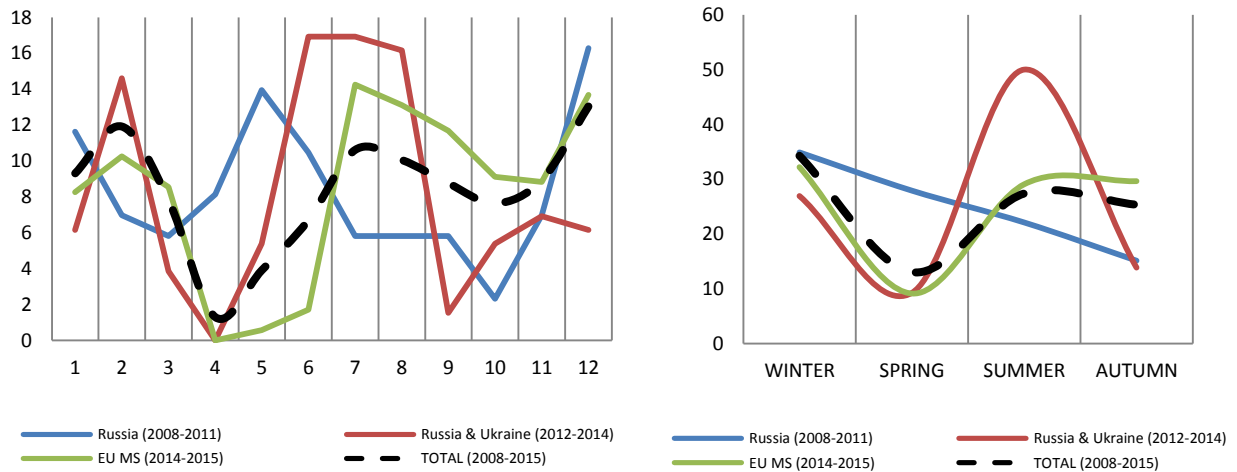 18
16
14
12
10
8
6
4
2
0
1 2 3 4 5 6 7 8 9 10 11 12
Russia (2008-2011) Russia & Ukraine (2012-2014)
EU MS (2014-2015) TOTAL (2008-2015)
60
50
40
30
20
10
0
WINTER SPRING SUMMER AUTUMN
Russia (2008-2011) Russia & Ukraine (2012-2014)
EU MS (2014-2015) TOTAL (2008-2015)